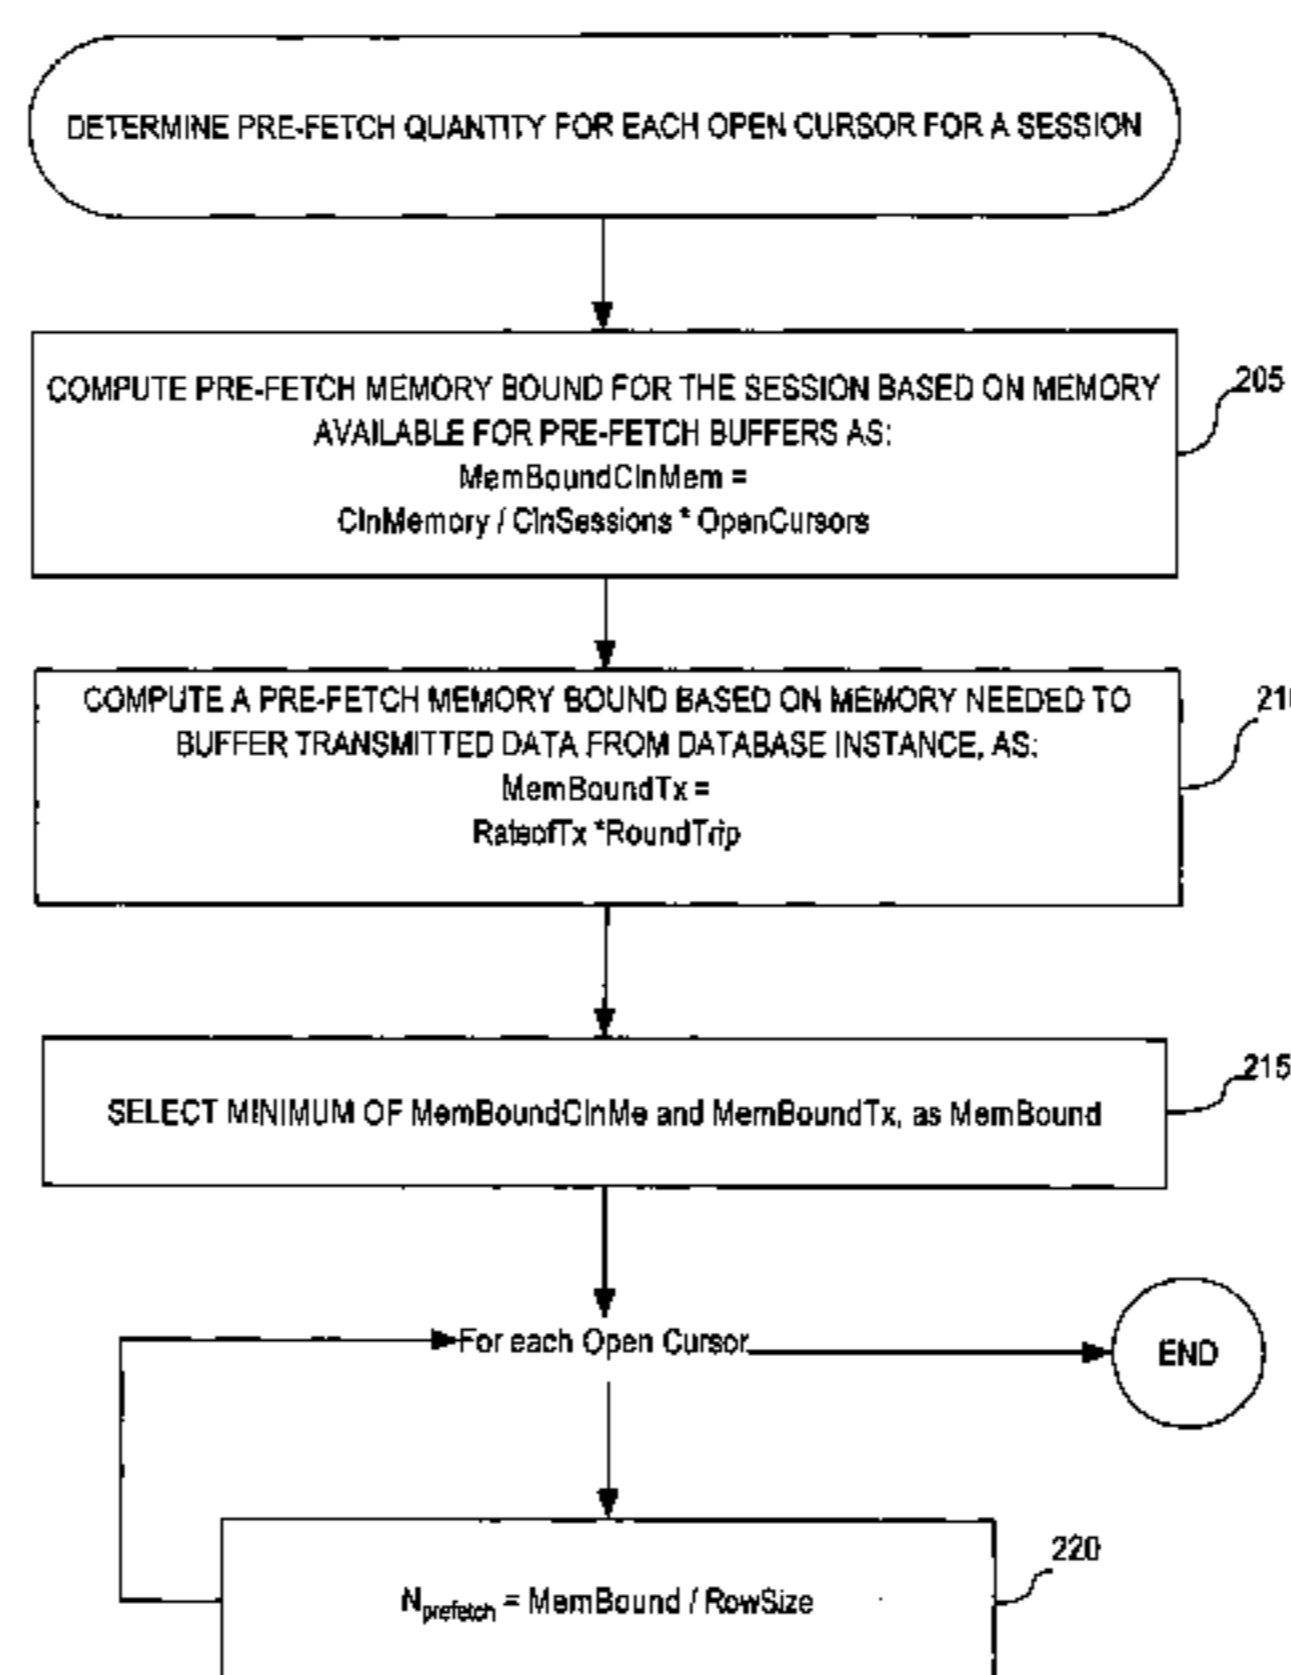 DETERMINE PRE-FETCH QUANTITY FOR EACH OPEN CURSOR FOR A SESSION
COMPUTE PRE-FETCH MEMORY BOUND FOR THE SESSION BASED ON MEMORY
AVAILABLE FOR PRE-FETCH BUFFERS AS:
MemBoundClnMem =
ClnMemory / ClnSessions * OpenCursors
205
COMPUTE A PRE-FETCH MEMORY BOUND BASED ON MEMORY NEEDED TO
BUFFER TRANSMITTED DATA FROM DATABASE INSTANCE, AS:
MemBoundTx =
RateofTx *RoundTrip
210
SELECT MINIMUM OF MemBoundClnMe and MemBoundTx, as MemBound
215
For each Open Cursor
END
Nprefetch = MemBound / RowSize
220